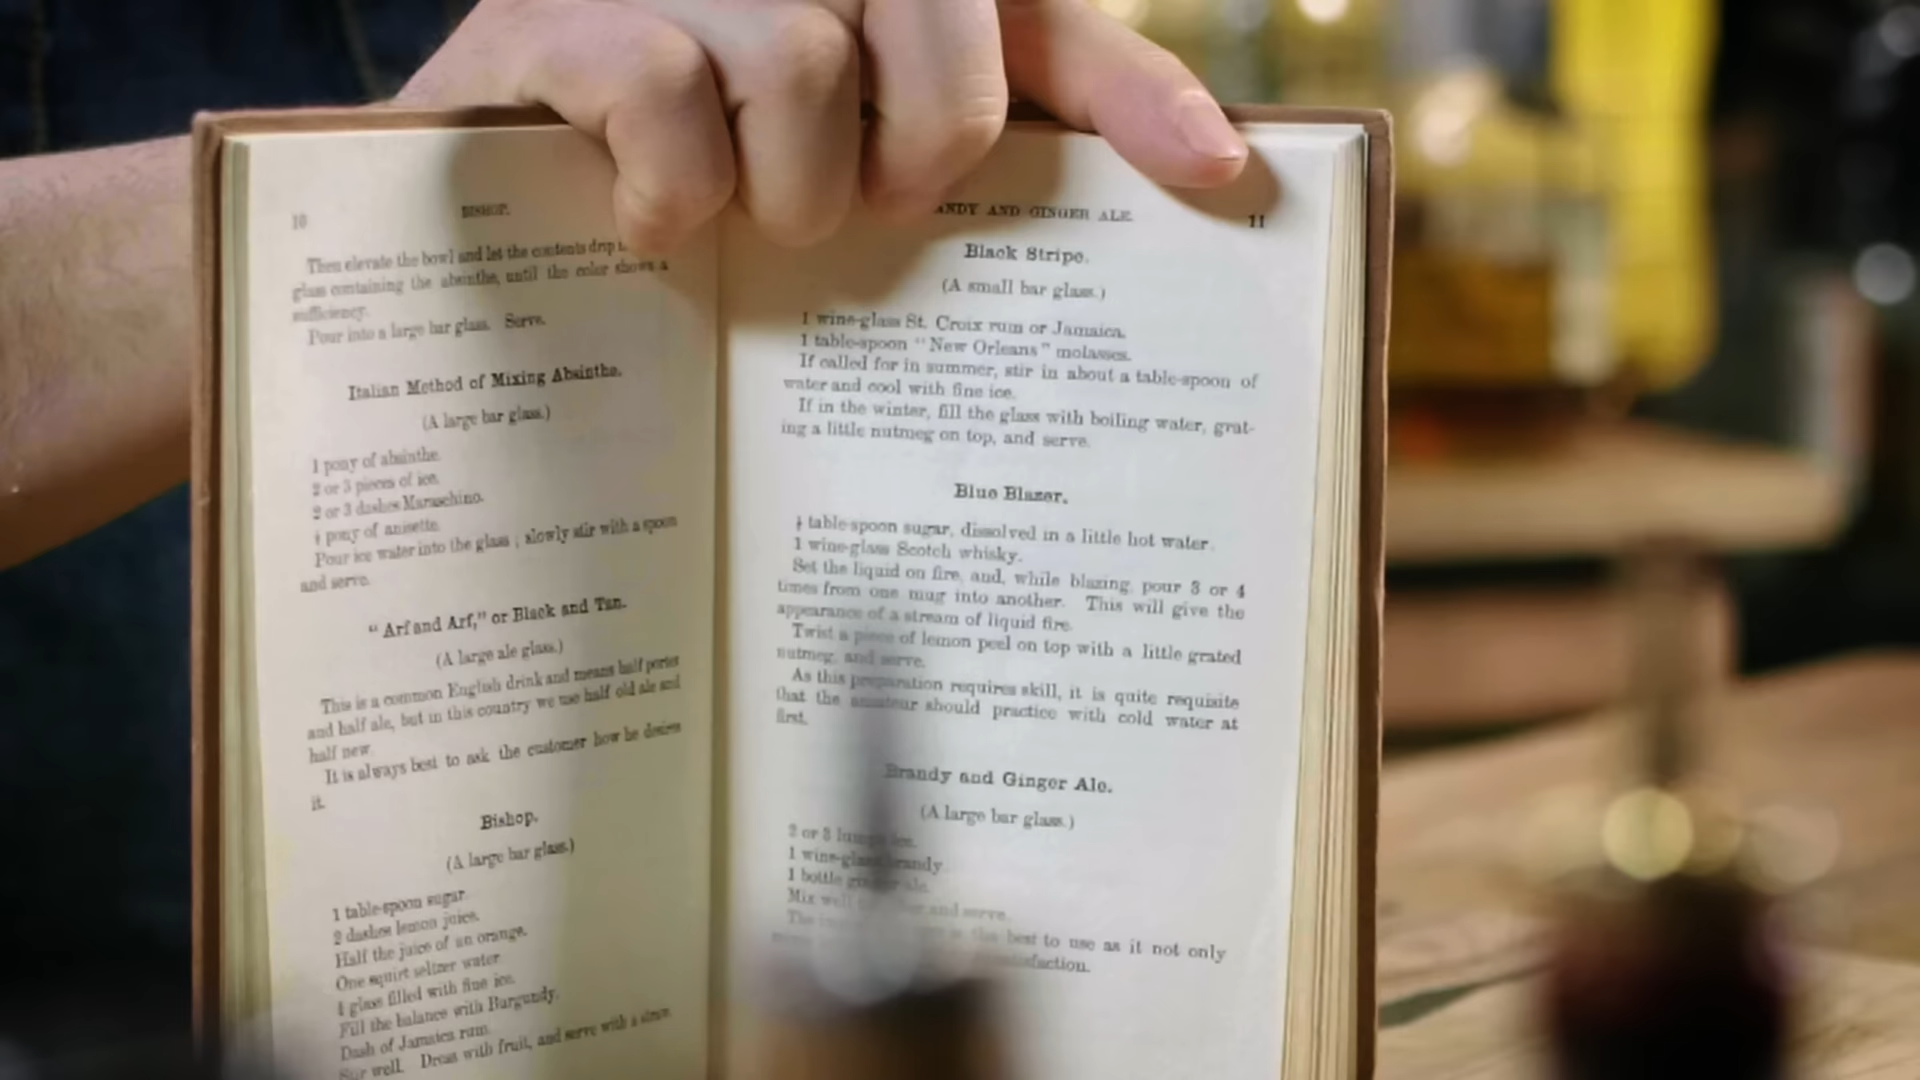 10
BISHOP.
Then elevate the bowl and let the contents drip
glass containing the absinthe, until the color shows a
sufficiency.
Pour into a large bar glass. Serve.
Italian Method of Mixing Absinthe.
(A large bar glass.)
1 pony of absinthe.
2 or 3 pieces of ice.
2 or 3 dashes Maraschino.
pony of anisette.
Pour ice water into the glass ; slowly stir with a spoon
and serve.
"Arf and Arf," or Black and Tan.
(A large ale glass.)
This is a common English drink and means half porter
and half ale, but in this country we use half old ale and
half new.
It is always best to ask the customer how he desires
it.
Bishop.
(A large bar glass.)
1 table-spoon sugar.
2 dashes lemon juice.
Half the juice of an orange.
One squirt seltzer water.
glass filled with fine ice.
Fill the balance with Burgundy.
Dash of Jamaica rum.
Stir well. Dress with fruit, and serve with a straw.
ANDY AND GINGER ALE.
11
Black Stripe.
(A small bar glass.)
1 wine-glass St. Croix rum or Jamaica.
1 table-spoon "New Orleans" molasses.
If called for in summer, stir in about a table-spoon of
water and cool with fine ice.
If in the winter, fill the glass with boiling water, grat-
ing a little nutmeg on top, and serve.
Blue Blazer.
table-spoon sugar, dissolved in a little hot water.
1 wine-glass Scotch whisky.
Set the liquid on fire, and, while blazing, pour 3 or 4
times from one mug into another. This will give the
appearance of a stream of liquid fire.
Twist a piece of lemon peel on top with a little grated
nutmeg, and serve.
As this preparation requires skill, it is quite requisite
that the amateur should practice with cold water at
first.
Brandy and Ginger Ale.
(A large bar glass.)
2 or 3 lumps ice.
1 wine-glass brandy.
1 bottle ginger ale.
Mix well and serve.
The is the best to use as it not only
satisfaction.